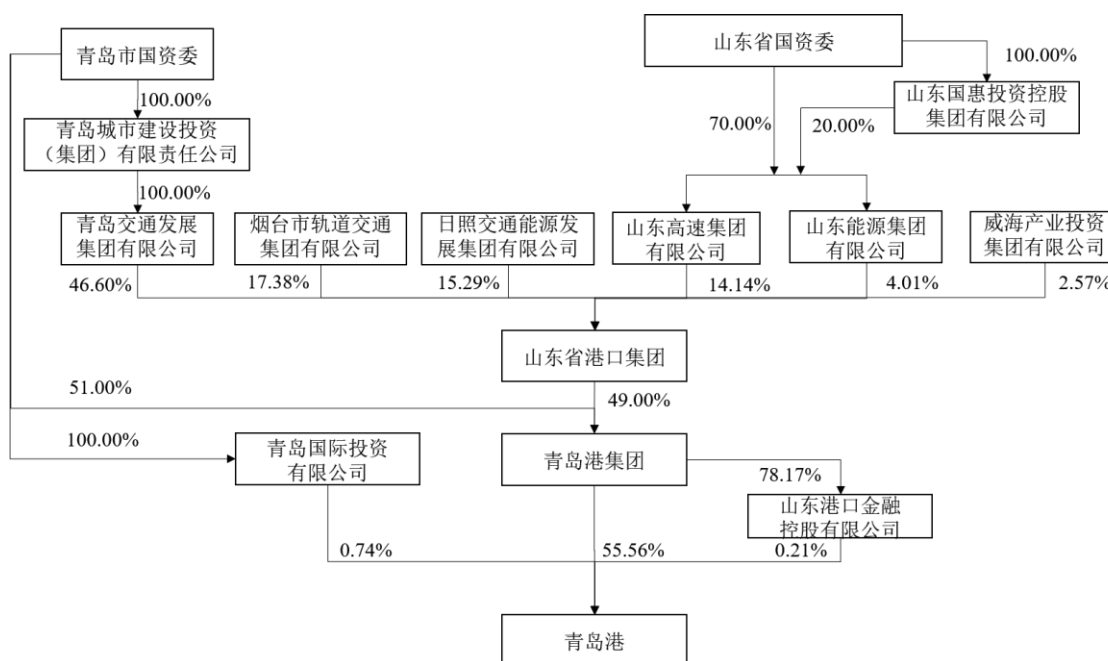 青岛市国资委
山东省国资委
100.00%
100.00%
山东国惠投资控股
集团有限公司
青岛城市建设投资
（集团）有限责任公司
70.00%
20.00%
100.00%
青岛交通发展
集团有限公司
烟台市轨道交通
集团有限公司
日照交通能源发
展集团有限公司
山东高速集团
有限公司
山东能源集团
有限公司
威海产业投资
集团有限公司
46.60%
17.38%
15.29%
14.14%
4.01%
2.57%
山东省港口集团
51.00%
49.00%
100.00%
青岛国际投资
有限公司
青岛港集团
78.17%
山东港口金融
控股有限公司
0.74%
55.56%
0.21%
青岛港